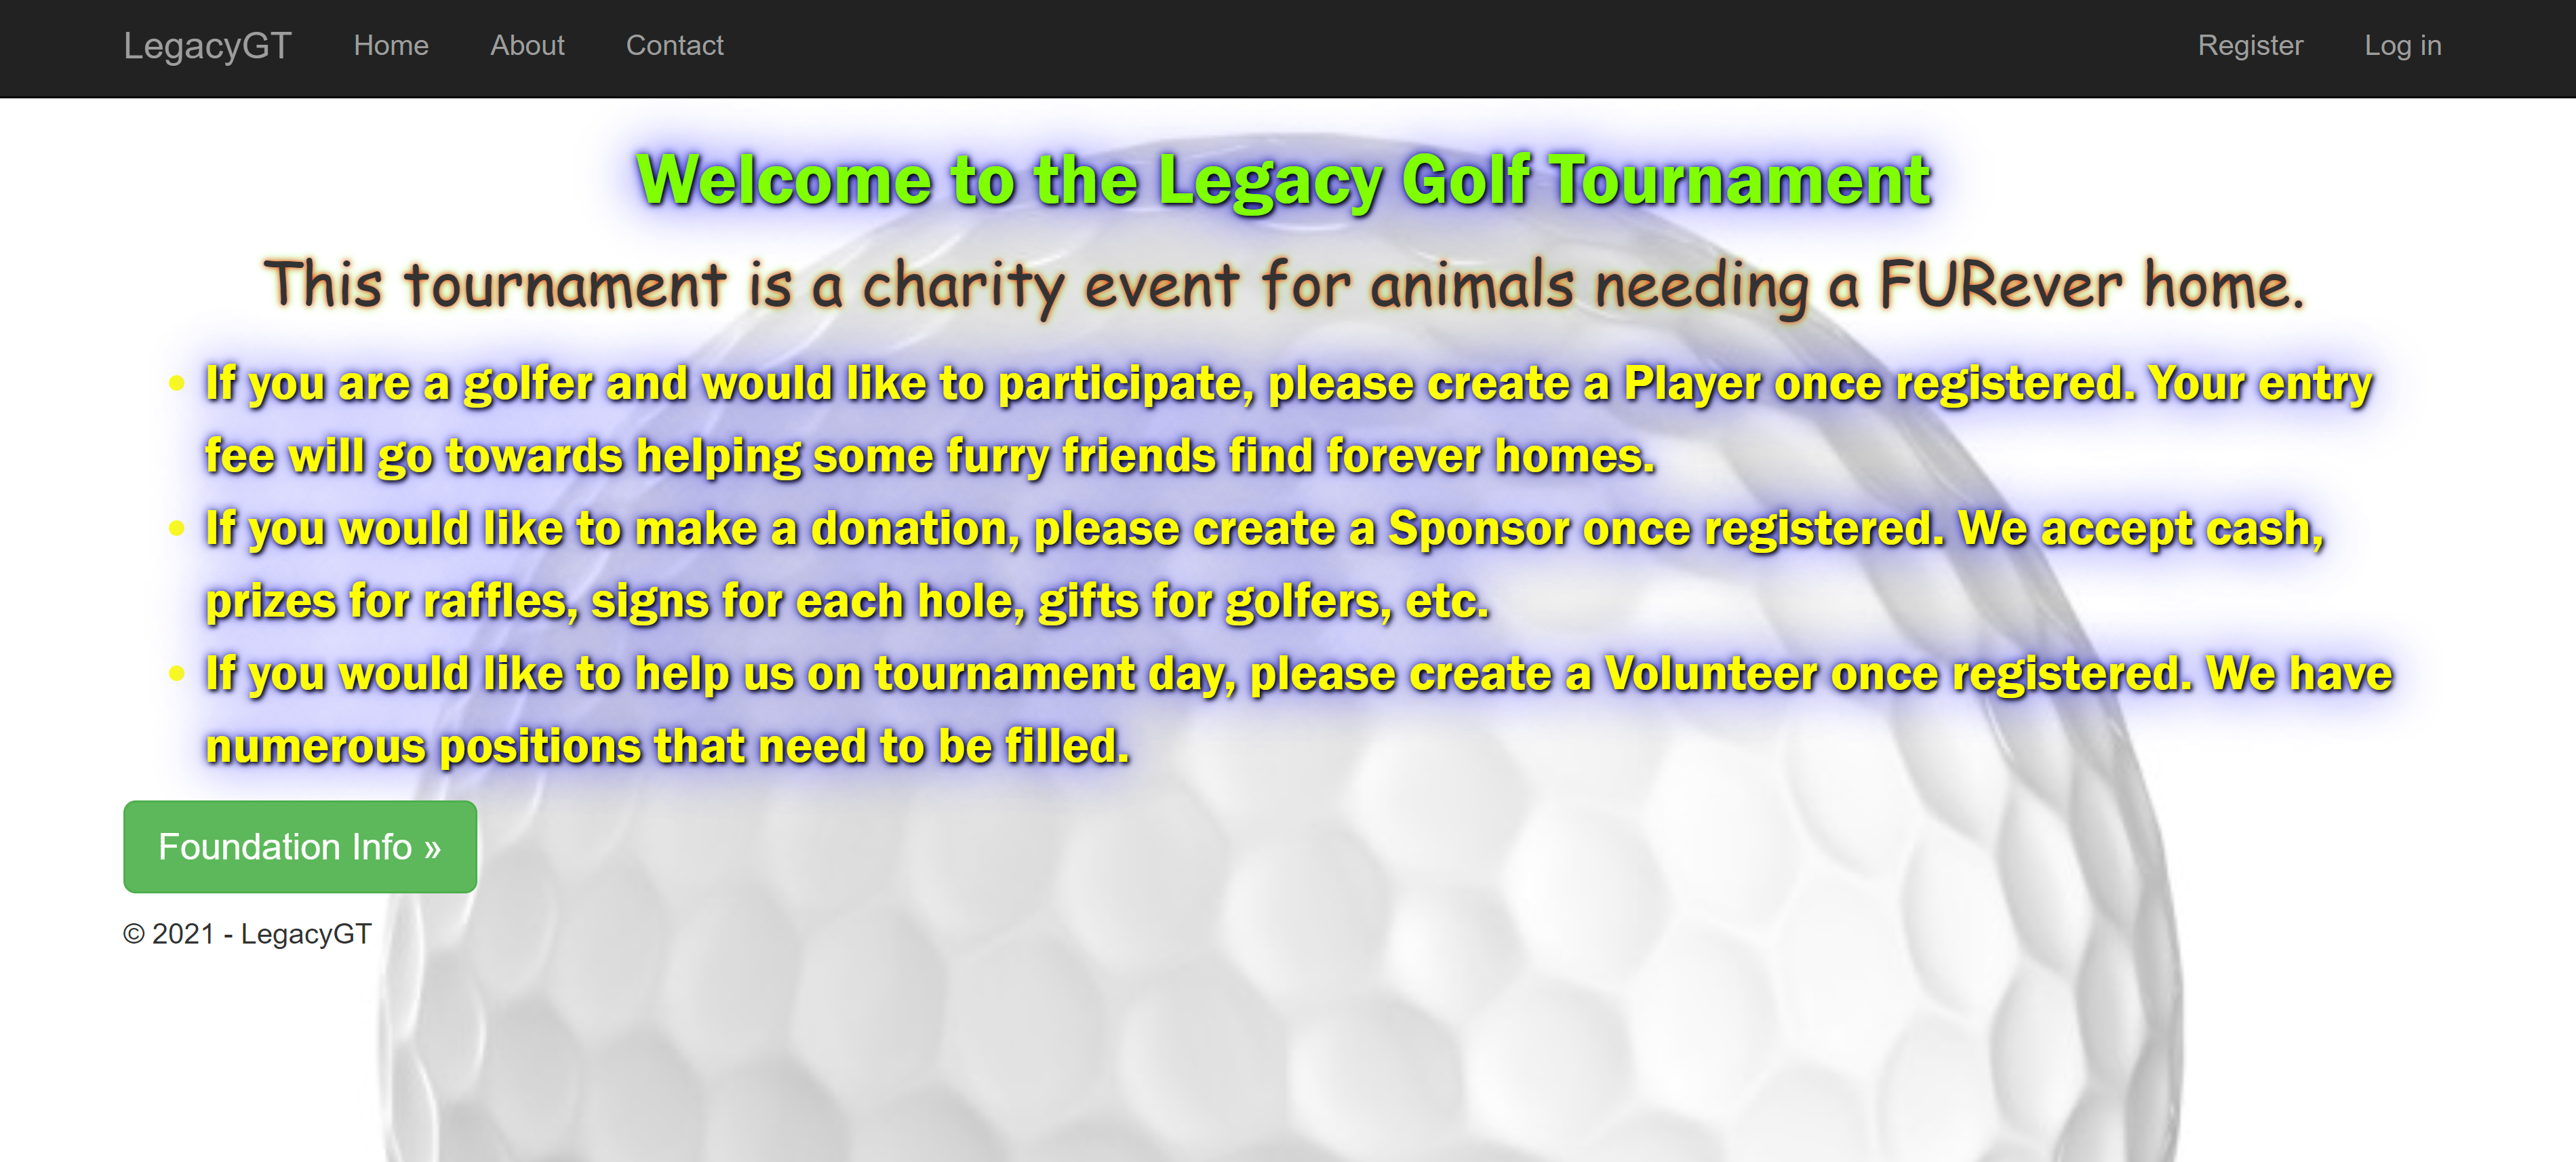 LegacyGT Home About Contact Register Log in
Welcome to the Legacy Golf Tournament
This tournament is a charity event for animals needing a FURever home.
• If you are a golfer and would like to participate, please create a Player once registered. Your entry
fee will go towards helping some furry friends find forever homes.
• If you would like to make a donation, please create a Sponsor once registered. We accept cash,
prizes for raffles, signs for each hole, gifts for golfers, etc.
• If you would like to help us on tournament day, please create a Volunteer once registered. We have
numerous positions that need to be filled.
Foundation Info »
© 2021 - LegacyGT